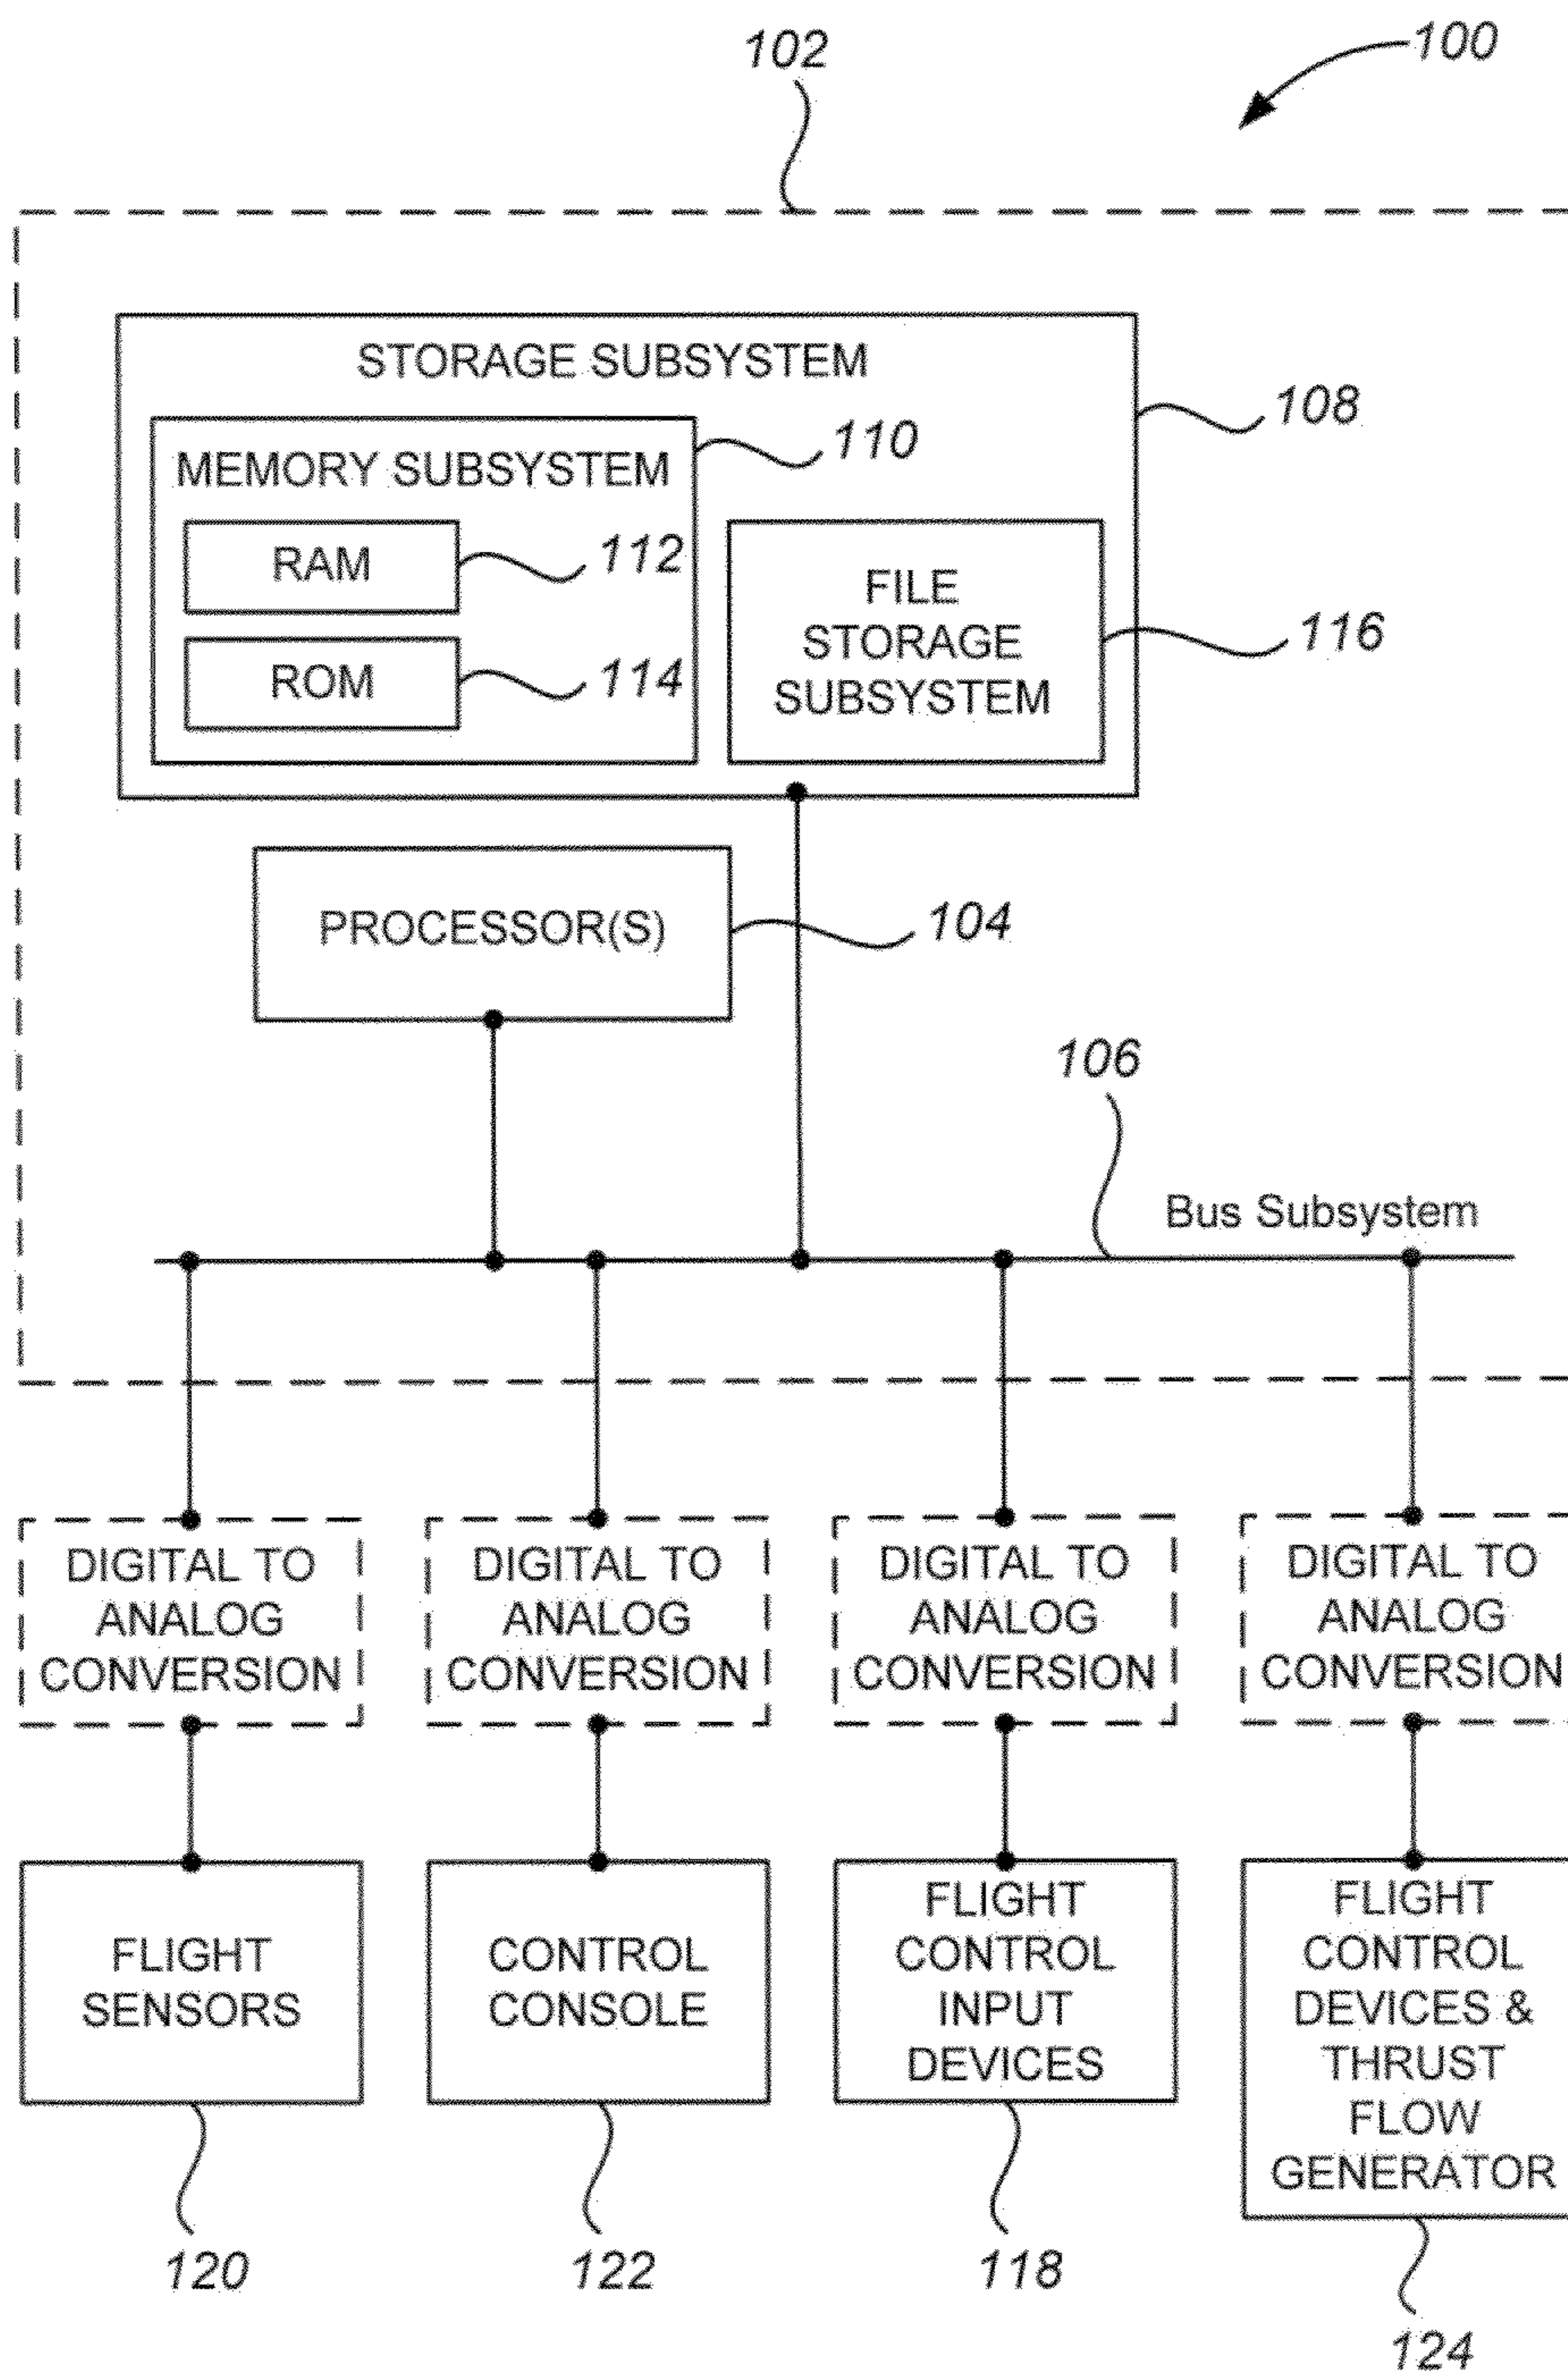 100
102
STORAGE SUBSYSTEM
108
MEMORY SUBSYSTEM
110
RAM
112
ROM
114
FILE
STORAGE
SUBSYSTEM
116
PROCESSOR(S)
104
106
Bus Subsystem
DIGITAL TO
ANALOG
CONVERSION
DIGITAL TO
ANALOG
CONVERSION
DIGITAL TO
ANALOG
CONVERSION
DIGITAL TO
ANALOG
CONVERSION
FLIGHT
SENSORS
CONTROL
CONSOLE
FLIGHT
CONTROL
INPUT
DEVICES
FLIGHT
CONTROL
DEVICES &
THRUST
FLOW
GENERATOR
120
122
118
124